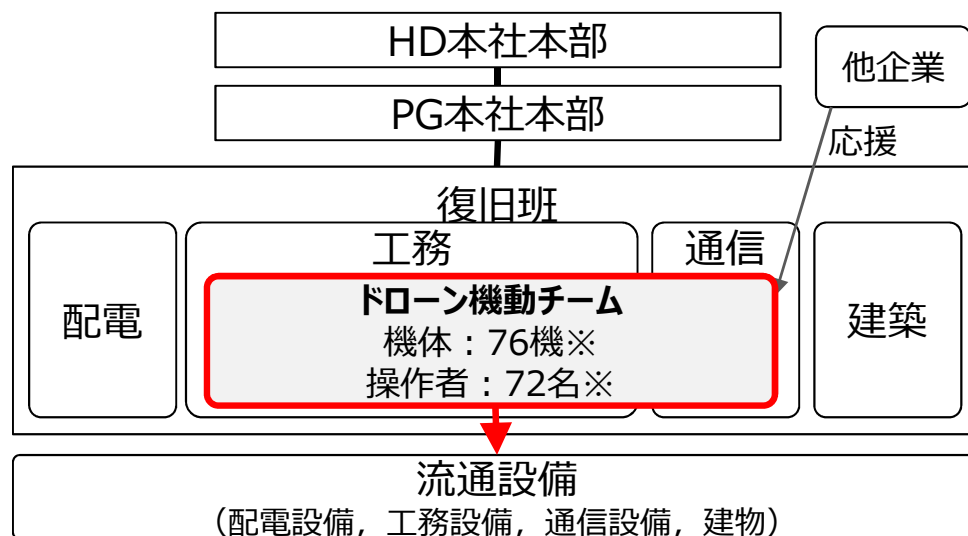 HD本社本部
他企業
PG本社本部
応援
復旧班
配電
工務
通信
建築
ドローン機動チーム
機体：76機※
操作者：72名※
流通設備
（配電設備，工務設備，通信設備，建物）